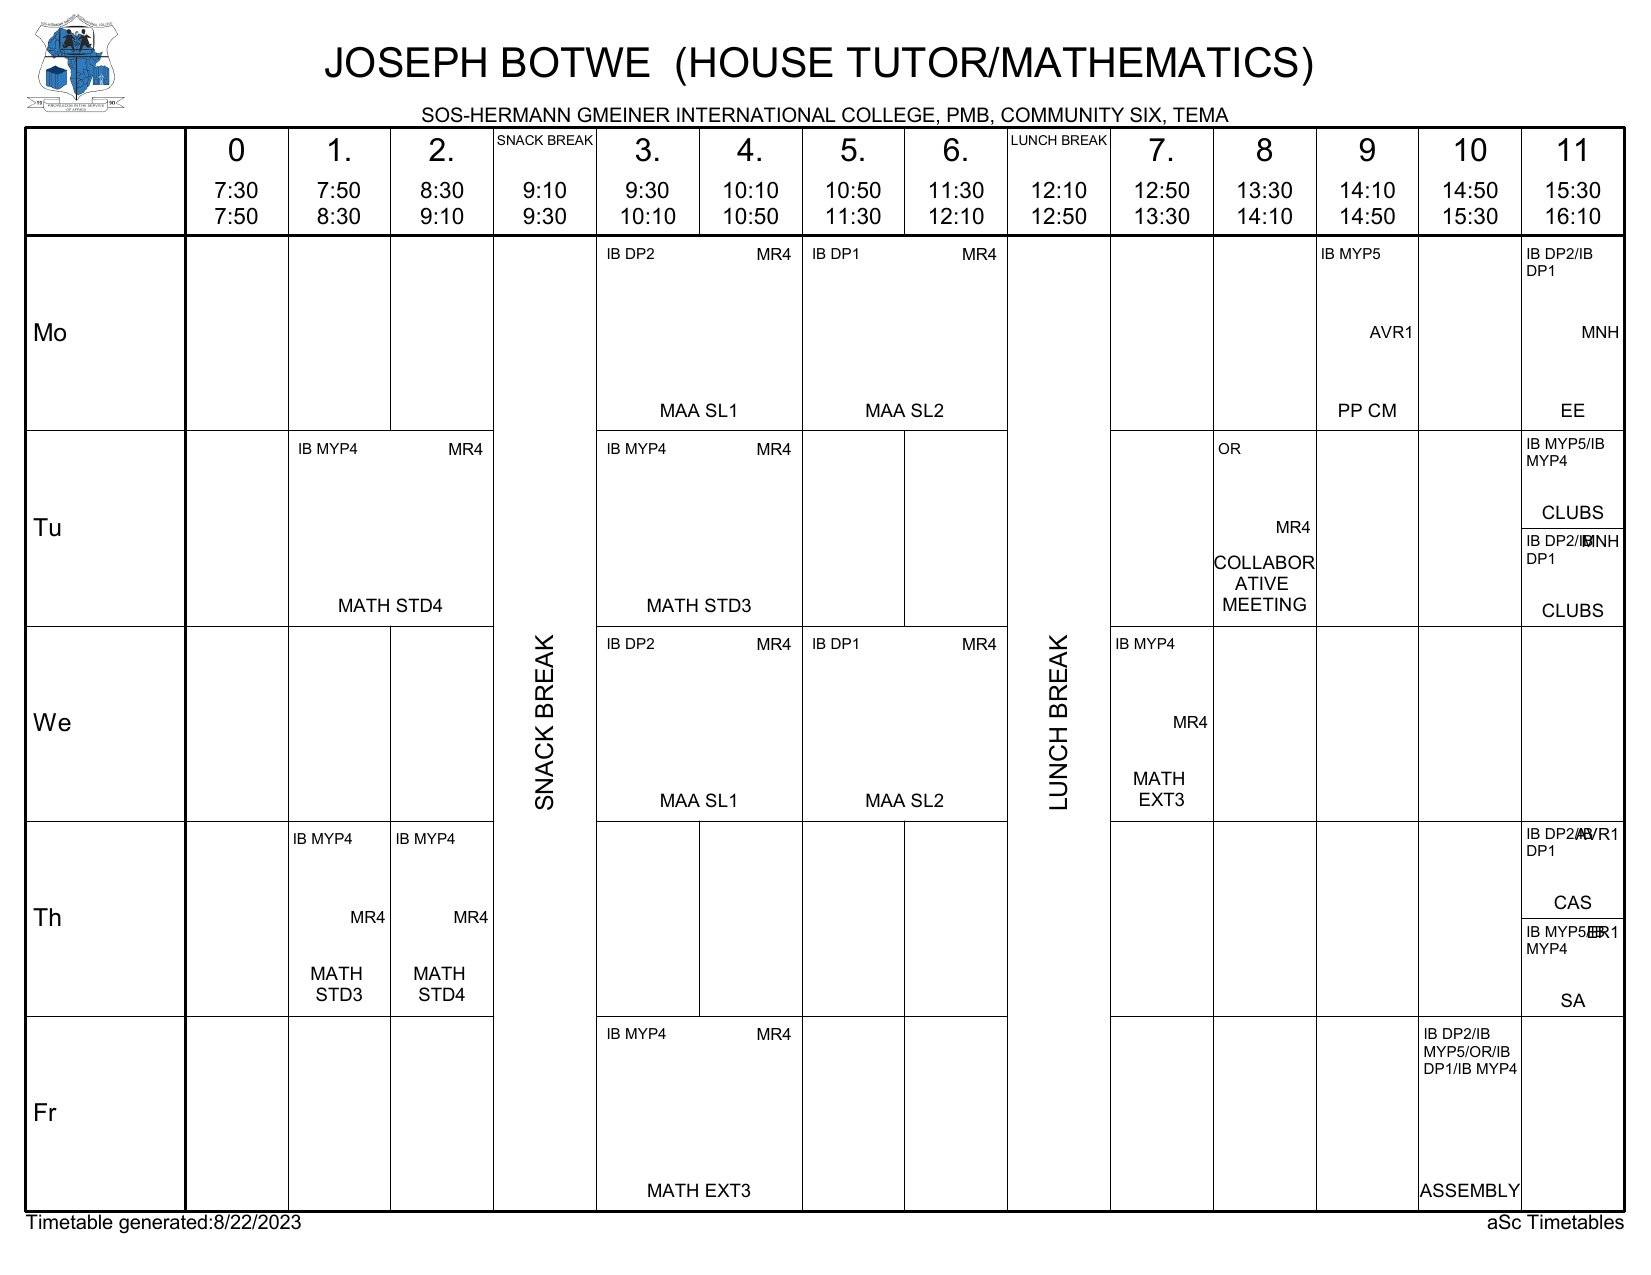 JOSEPH BOTWE (HOUSE TUTOR/MATHEMATICS)
SOS-HERMANN GMEINER INTERNATIONAL COLLEGE, PMB, COMMUNITY SIX, TEMA
19 KNOWLEDGE IN THE SERVICE OF AFRICA 90
0 1. 2. SNACK BREAK 3. 4. 5. 6. LUNCH BREAK 7. 8 9 10 11
7:30 7:50 8:30 9:10 9:30 10:10 10:50 11:30 12:10 12:50 13:30 14:10 14:50 15:30
7:50 8:30 9:10 9:30 10:10 10:50 11:30 12:10 12:50 13:30 14:10 14:50 15:30 16:10
Mo
IB DP2 MR4
MAA SL1
IB DP1 MR4
MAA SL2
IB MYP5
AVR1
PP CM
IB DP2/IB
DP1
MNH
EE
Tu
IB MYP4 MR4
MATH STD4
IB MYP4 MR4
MATH STD3
OR
MR4
COLLABOR
ATIVE
MEETING
IB MYP5/IB
MYP4
CLUBS
IB DP2/IB MNH
DP1
CLUBS
SNACK BREAK
LUNCH BREAK
We
IB DP2 MR4
MAA SL1
IB DP1 MR4
MAA SL2
IB MYP4
MR4
MATH
EXT3
Th
IB MYP4
MR4
MATH
STD3
IB MYP4
MR4
MATH
STD4
IB DP2/IB AVR1
DP1
CAS
IB MYP5/IB
MYP4
SA
Fr
IB MYP4 MR4
MATH EXT3
IB DP2/IB
MYP5/OR/IB
DP1/IB MYP4
ASSEMBLY
Timetable generated:8/22/2023
aSc Timetables